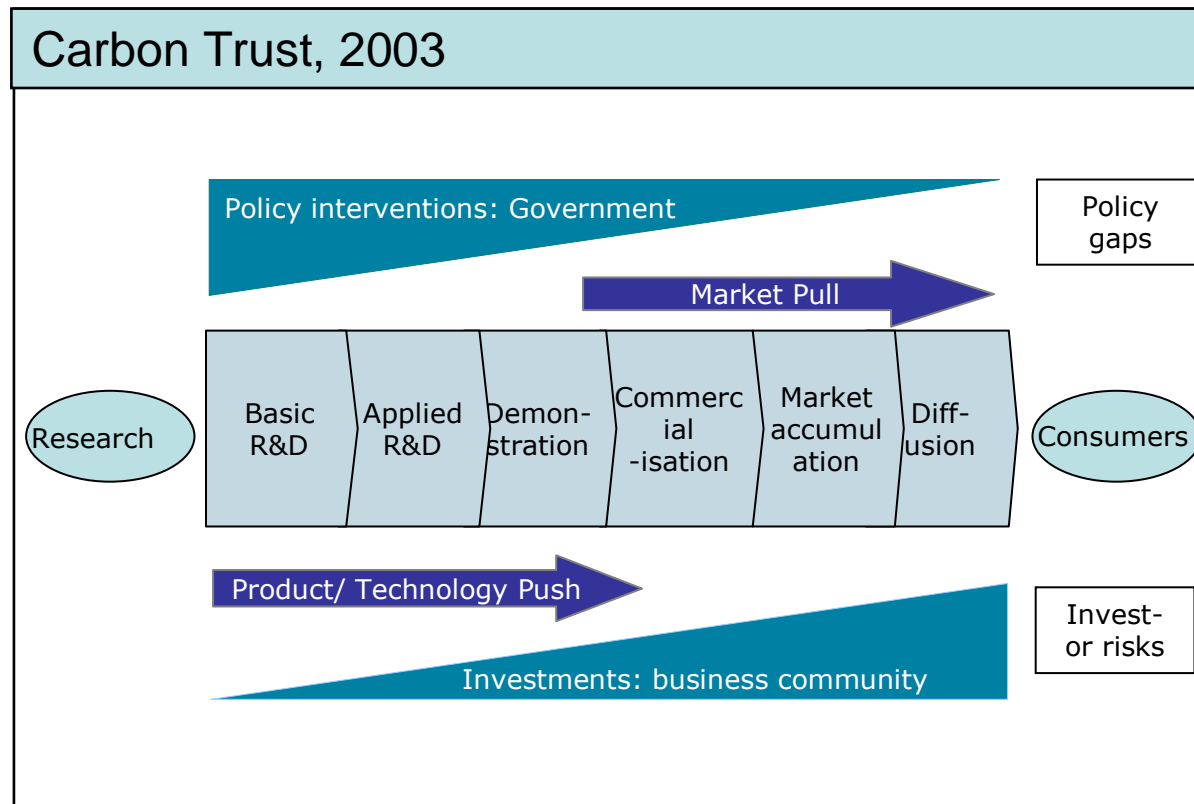 Carbon Trust, 2003
Policy interventions: Government
Policy
gaps
Market Pull
Research
Basic
R&D
Applied
R&D
Demon-
stration
Commerc
ial
-isation
Market
accumul
ation
Diff-
usion
Consumers
Product/ Technology Push
Investments: business community
Invest-
or risks